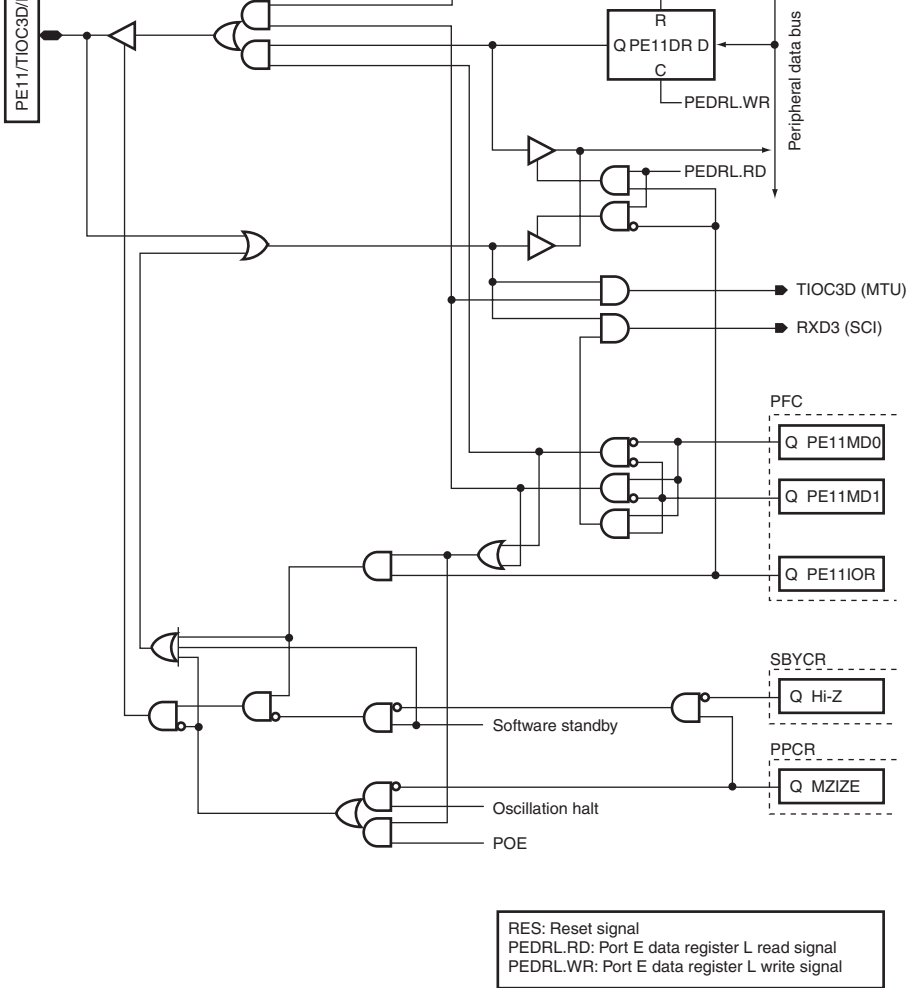 PE11/TIOC3D/
R
Q PE11DR D
C
PEDRL.WR
Peripheral data bus
PEDRL.RD
TIOC3D (MTU)
RXD3 (SCI)
PFC
Q PE11MD0
Q PE11MD1
Q PE11IOR
SBYCR
Q Hi-Z
Software standby
PPCR
Q MZIZE
Oscillation halt
POE
RES: Reset signal
PEDRL.RD: Port E data register L read signal
PEDRL.WR: Port E data register L write signal